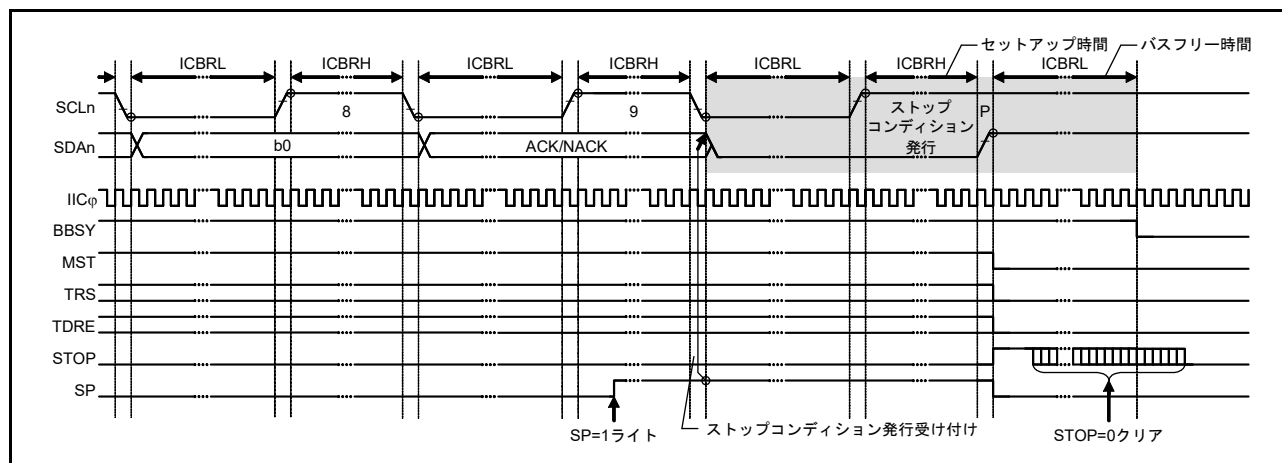 ICBRL ICBRH ICBRL ICBRH ICBRL ICBRH セットアップ時間 ICBRL バスフリー時間
SCLn 8 9 ストップ P
コンディション
SDAn b0 ACK/NACK 発行
IICφ
BBSY
MST
TRS
TDRE
STOP
SP
SP=1ライト ストップコンディション発行受け付け STOP=0クリア